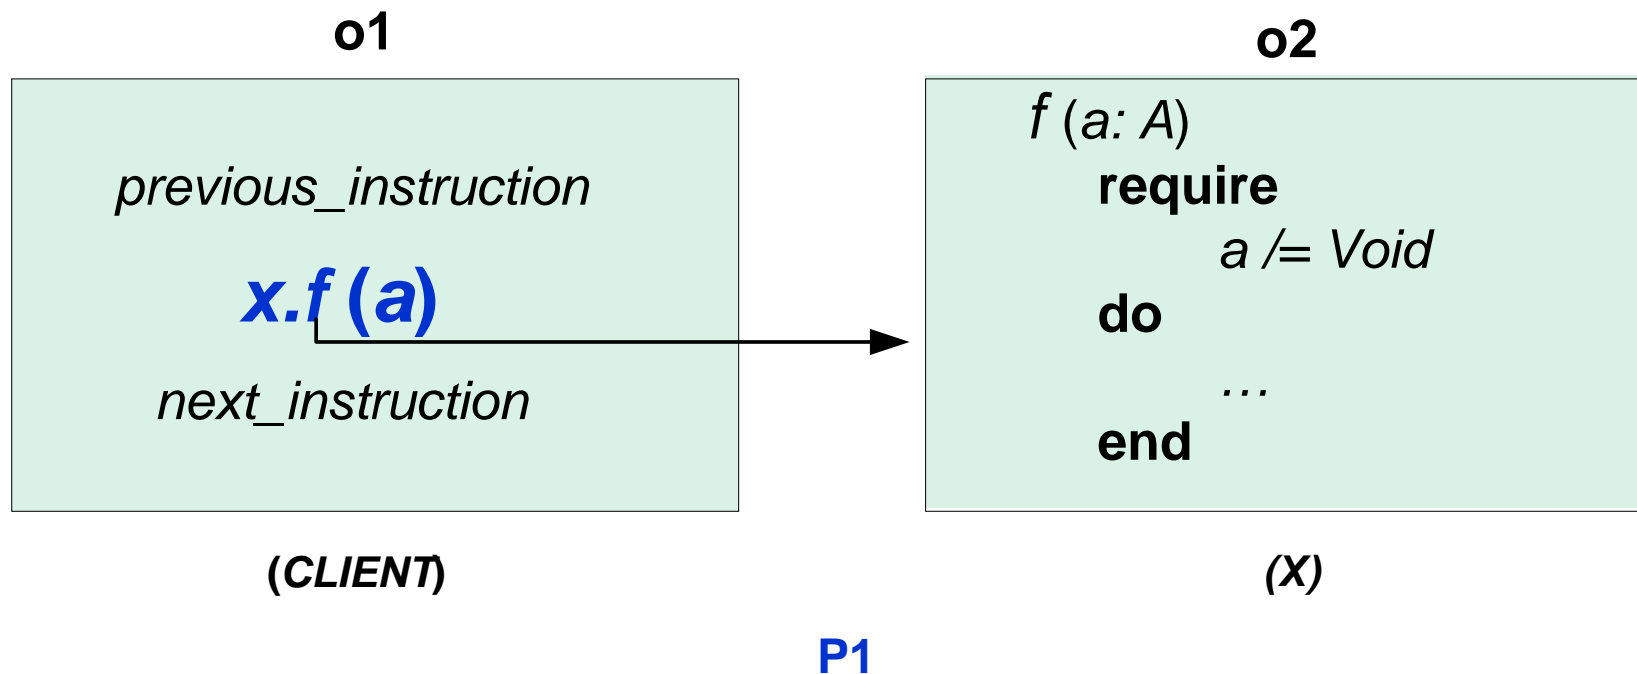 o1
previous_instruction
x.f (a)
next_instruction
(CLIENT)
o2
f (a: A)
require
a /= Void
do
…
end
(X)
P1